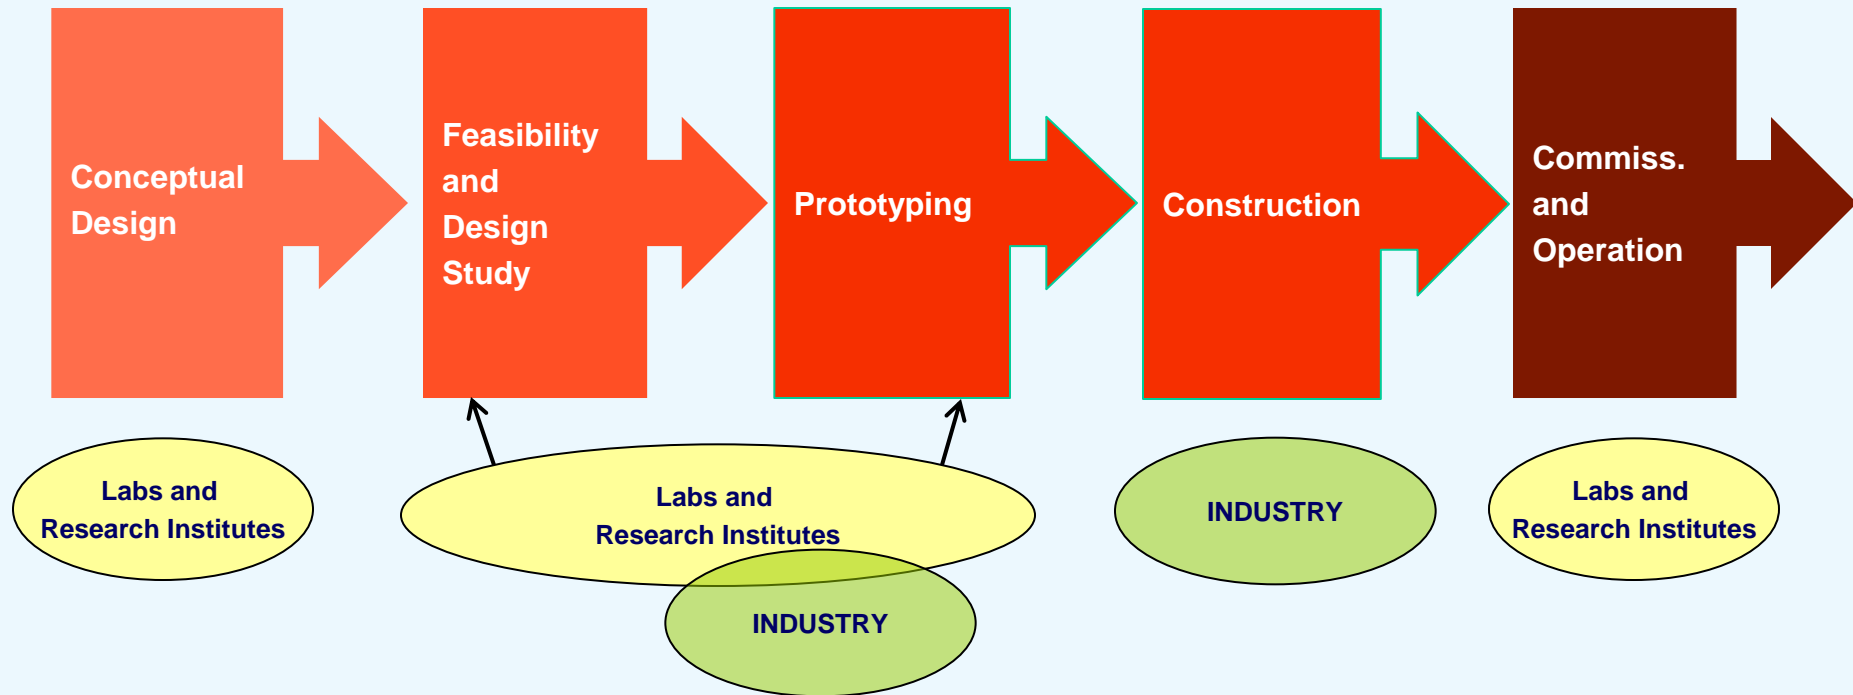 Conceptual
Design
Feasibility
and
Design
Study
Prototyping
Construction
Commiss.
and
Operation
Labs and
Research Institutes
Labs and
Research Institutes
INDUSTRY
INDUSTRY
Labs and
Research Institutes